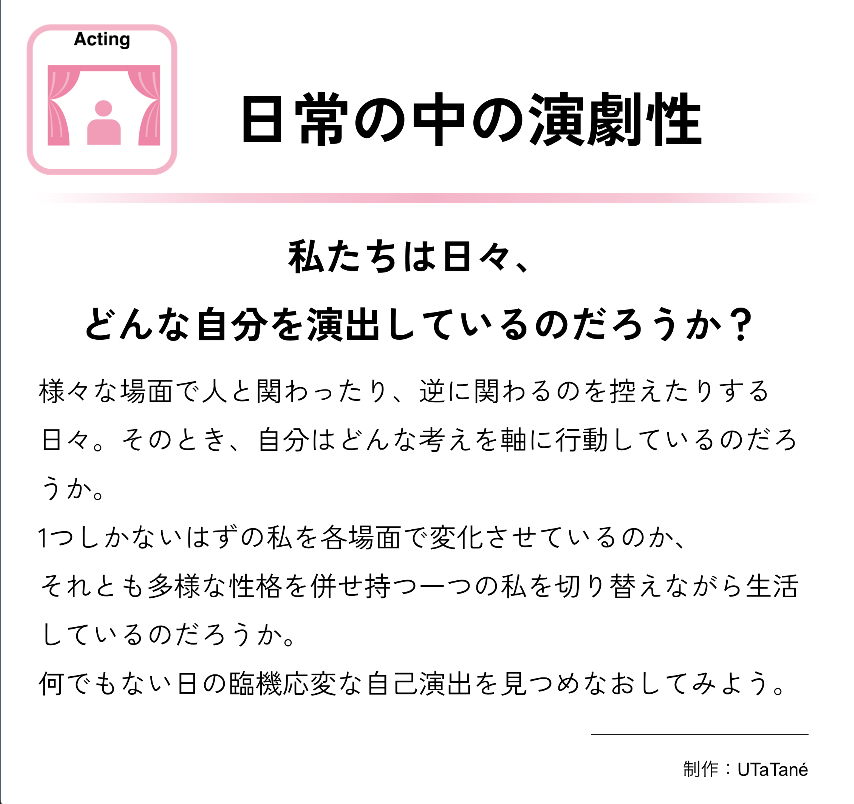 Acting
日常の中の演劇性
私たちは日々、
どんな自分を演出しているのだろうか？
様々な場面で人と関わったり、逆に関わるのを控えたりする
日々。そのとき、自分はどんな考えを軸に行動しているのだろ
うか。
1つしかないはずの私を各場面で変化させているのか、
それとも多様な性格を併せ持つ一つの私を切り替えながら生活
しているのだろうか。
何でもない日の臨機応変な自己演出を見つめなおしてみよう。
制作：UTaTané